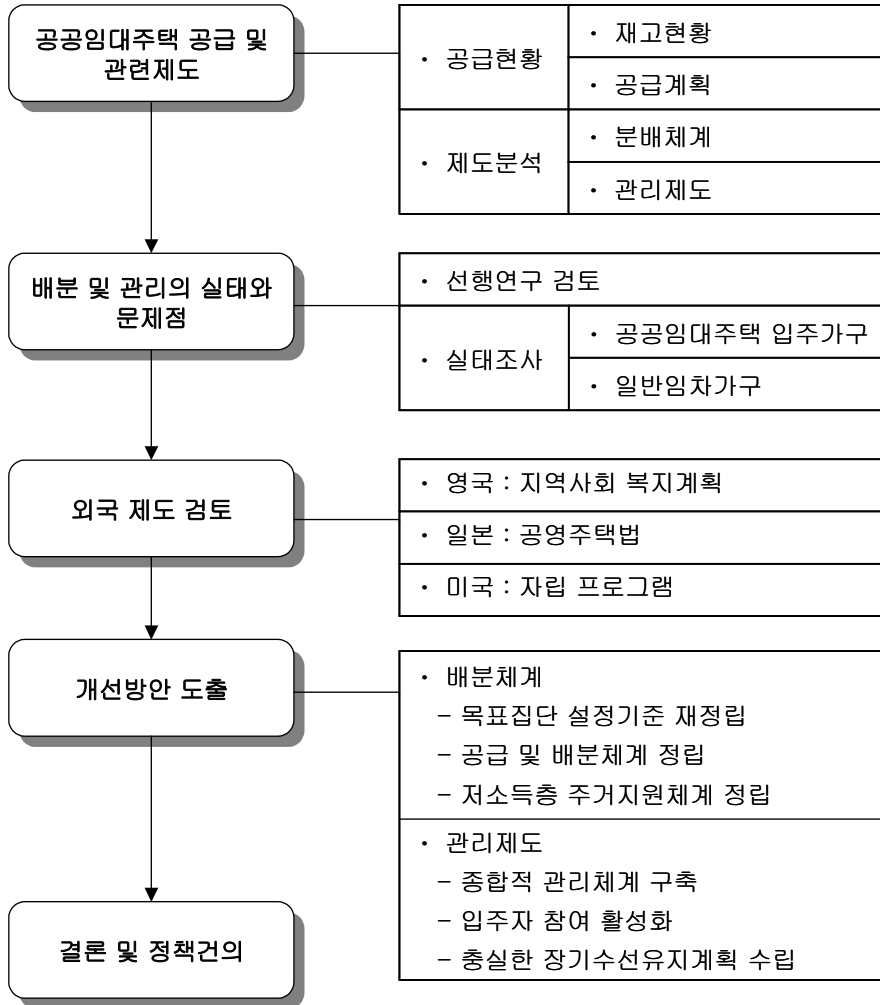 공공임대주택 공급 및
관련제도
· 공급현황
· 재고현황
· 공급계획
· 제도분석
· 분배체계
· 관리제도
배분 및 관리의 실태와
문제점
· 선행연구 검토
· 실태조사
· 공공임대주택 입주가구
· 일반임차가구
외국 제도 검토
· 영국 : 지역사회 복지계획
· 일본 : 공영주택법
· 미국 : 자립 프로그램
개선방안 도출
· 배분체계
- 목표집단 설정기준 재정립
- 공급 및 배분체계 정립
- 저소득층 주거지원체계 정립
· 관리제도
- 종합적 관리체계 구축
- 입주자 참여 활성화
- 충실한 장기수선유지계획 수립
결론 및 정책건의